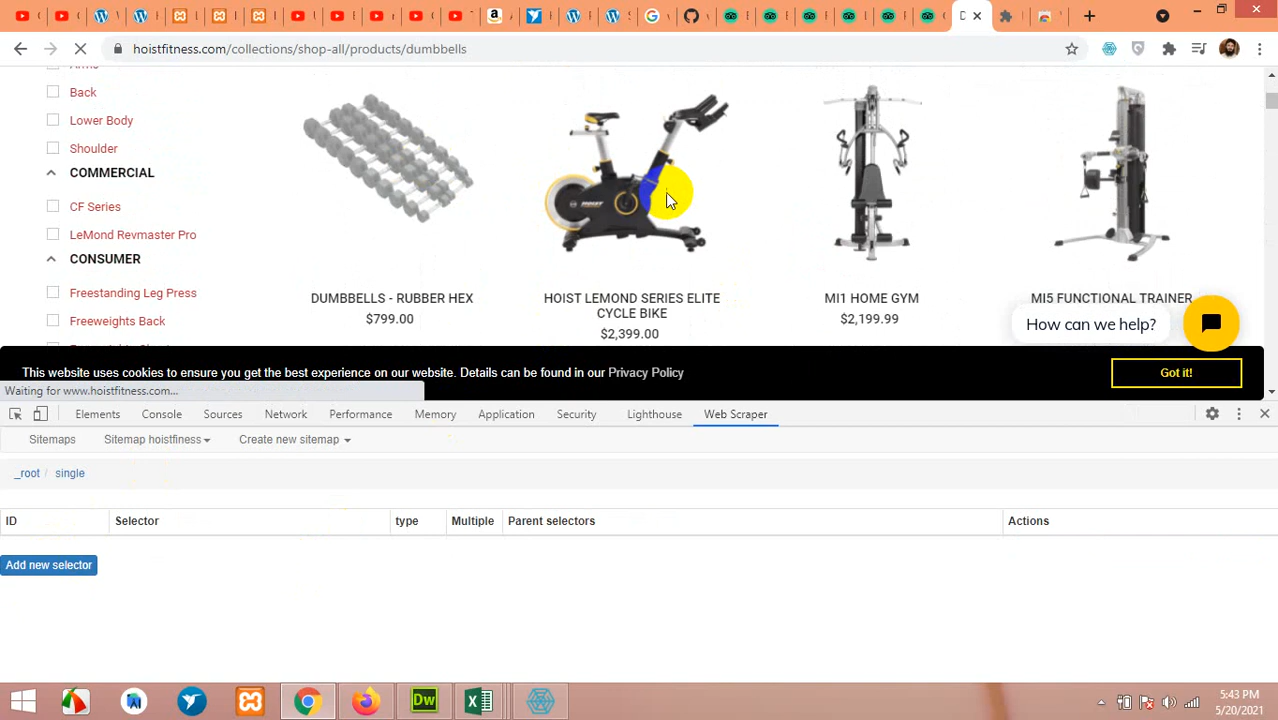 hoistfitness.com/collections/shop-all/products/dumbbells
Back
Lower Body
Shoulder
COMMERCIAL
CF Series
LeMond Revmaster Pro
CONSUMER
Freestanding Leg Press
Freeweights Back
DUMBBELLS - RUBBER HEX
$799.00
HOIST LEMOND SERIES ELITE
CYCLE BIKE
$2,399.00
MI1 HOME GYM
$2,199.99
MI5 FUNCTIONAL TRAINER
How can we help?
This website uses cookies to ensure you get the best experience on our website. Details can be found in our Privacy Policy
Got it!
Waiting for www.hoistfitness.com...
Elements Console Sources Network Performance Memory Application Security Lighthouse Web Scraper
Sitemaps Sitemap hoistfiness Create new sitemap
_root / single
ID Selector type Multiple Parent selectors Actions
Add new selector
Dw
5:43 PM
5/20/2021